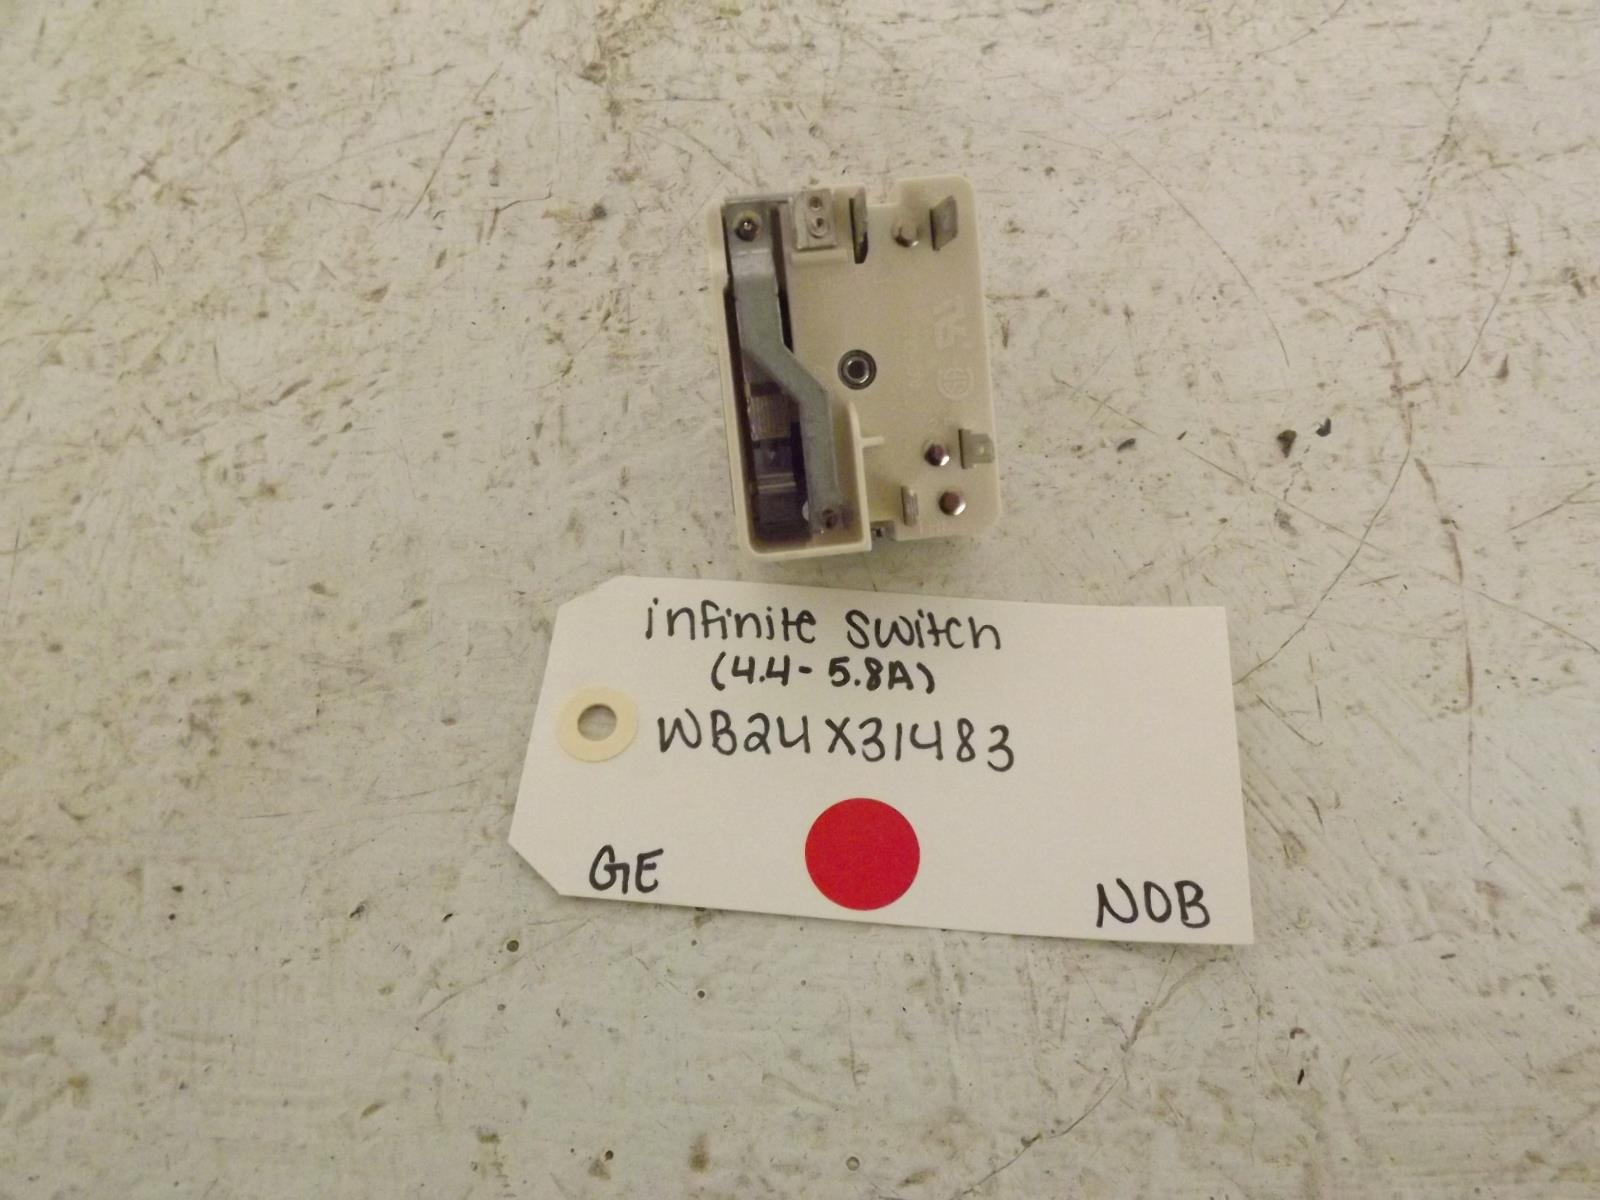 infinite switch
(4.4-5.8A)
WB24X31483
GE
NOB